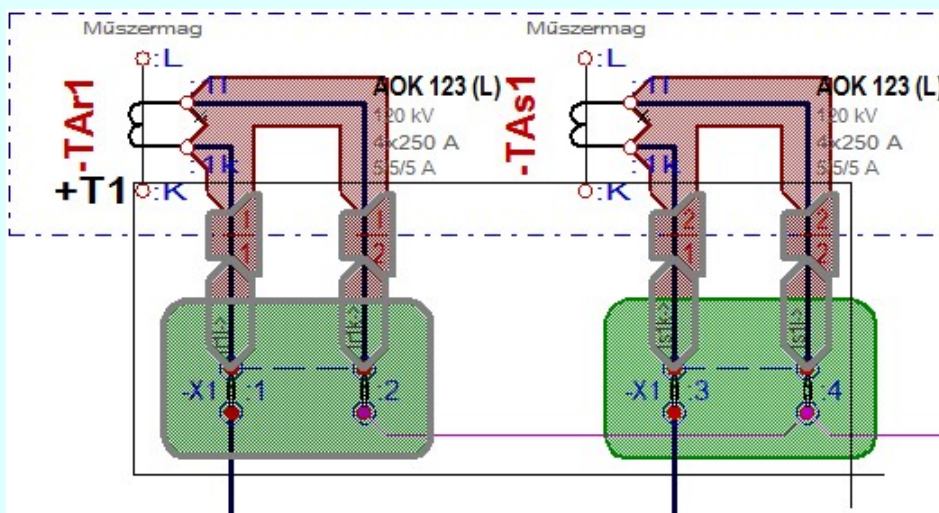 Műszermag
:L
-TAr1
:1l
AOK 123 (L)
120 kV
4x250 A
5/5/5 A
:1k
+T1
:K
1
1
1
2
-X1
:1
:2
Műszermag
:L
-TAs1
:1l
AOK 123 (L)
120 kV
4x250 A
5/5/5 A
:1k
:K
2
1
2
2
|s1k->
|s1l->
-X1
:3
:4